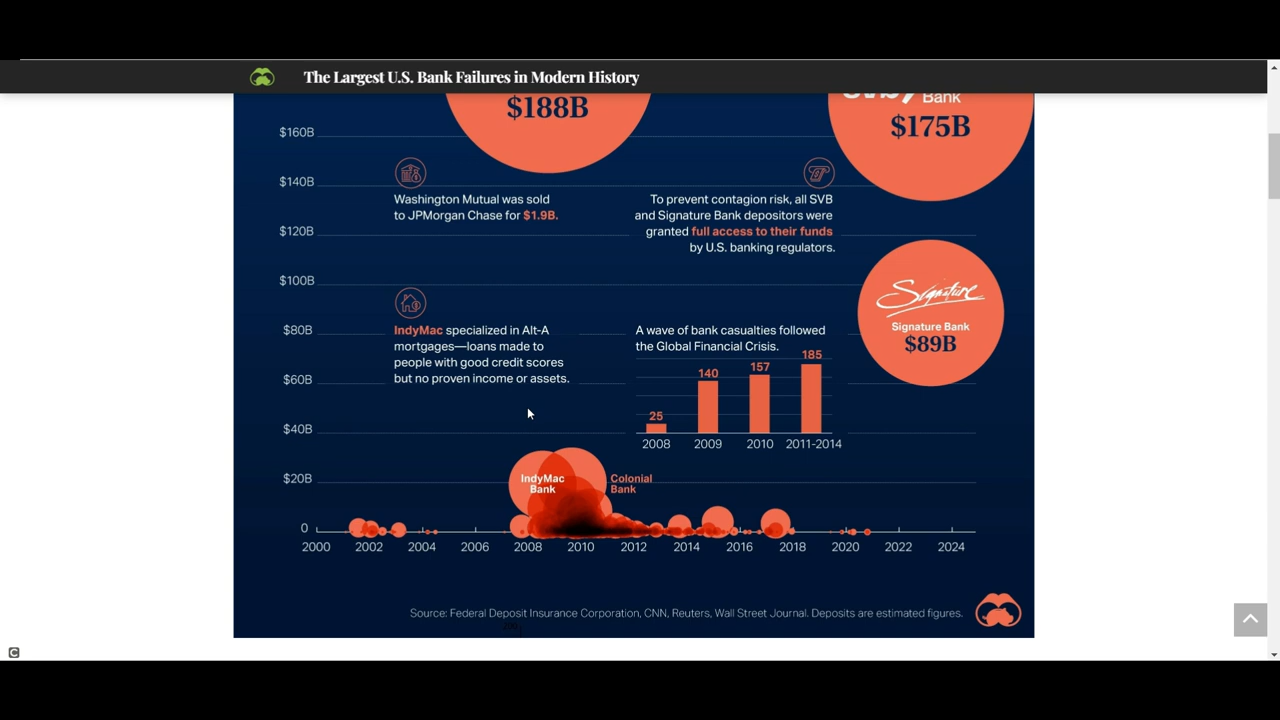 The Largest U.S. Bank Failures in Modern History
$188B
Bank
$175B
$160B
$140B
Washington Mutual was sold
to JPMorgan Chase for $1.9B.
To prevent contagion risk, all SVB
and Signature Bank depositors were
granted full access to their funds
by U.S. banking regulators.
$120B
$100B
Signature
Signature Bank
$89B
$80B
IndyMac specialized in Alt-A
mortgages—loans made to
people with good credit scores
but no proven income or assets.
A wave of bank casualties followed
the Global Financial Crisis.
$60B
25
140
157
185
2008
2009
2010
2011-2014
$40B
$20B
IndyMac
Bank
Colonial
Bank
0
2000
2002
2004
2006
2008
2010
2012
2014
2016
2018
2020
2022
2024
Source: Federal Deposit Insurance Corporation, CNN, Reuters, Wall Street Journal. Deposits are estimated figures.